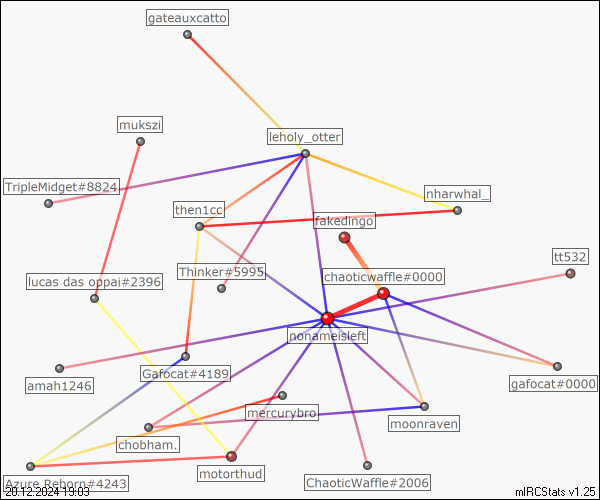 gateauxcatto
mukszi
leholy_otter
TripleMidget#8824
nharwhal_
then1cc
fakedingo
tt532
Thinker#5995
chaoticwaffle#0000
lucas das oppai#2396
nonameisleft
Gafocat#4189
amah1246
gafocat#0000
mercurybro
moonraven
chobham.
motorthud
Azure Reborn#4243
ChaoticWaffle#2006
20.12.2024 19:03
mIRCStats v1.25